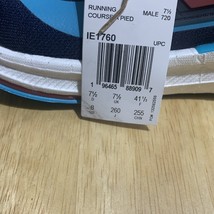 RUNNING MALE 7½
COURSE A PIED 720
IE1760 UPC
1 96465 88909 7
7½ 7½ 41⅓
6 260 255